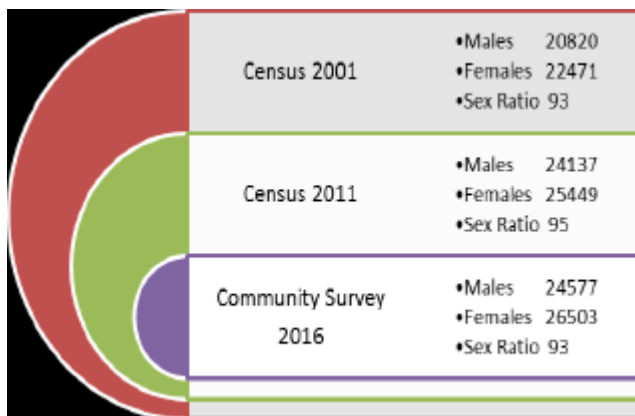 Census 2001
•Males 20820
•Females 22471
•Sex Ratio 93
Census 2011
•Males 24137
•Females 25449
•Sex Ratio 95
Community Survey
2016
•Males 24577
•Females 26503
•Sex Ratio 93